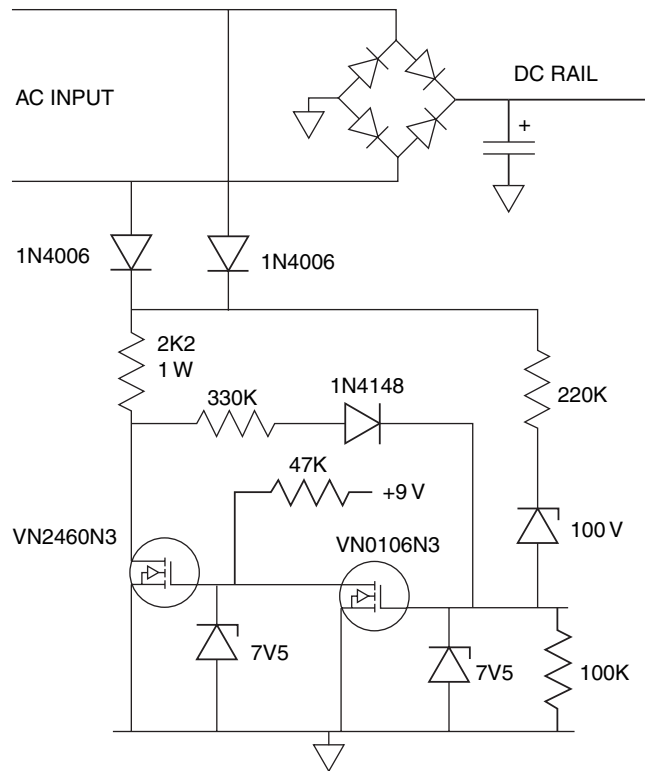 DC RAIL
AC INPUT
+
1N4006
1N4006
2K2
1 W
330K
1N4148
220K
47K
+9 V
VN2460N3
VN0106N3
100 V
7V5
7V5
100K